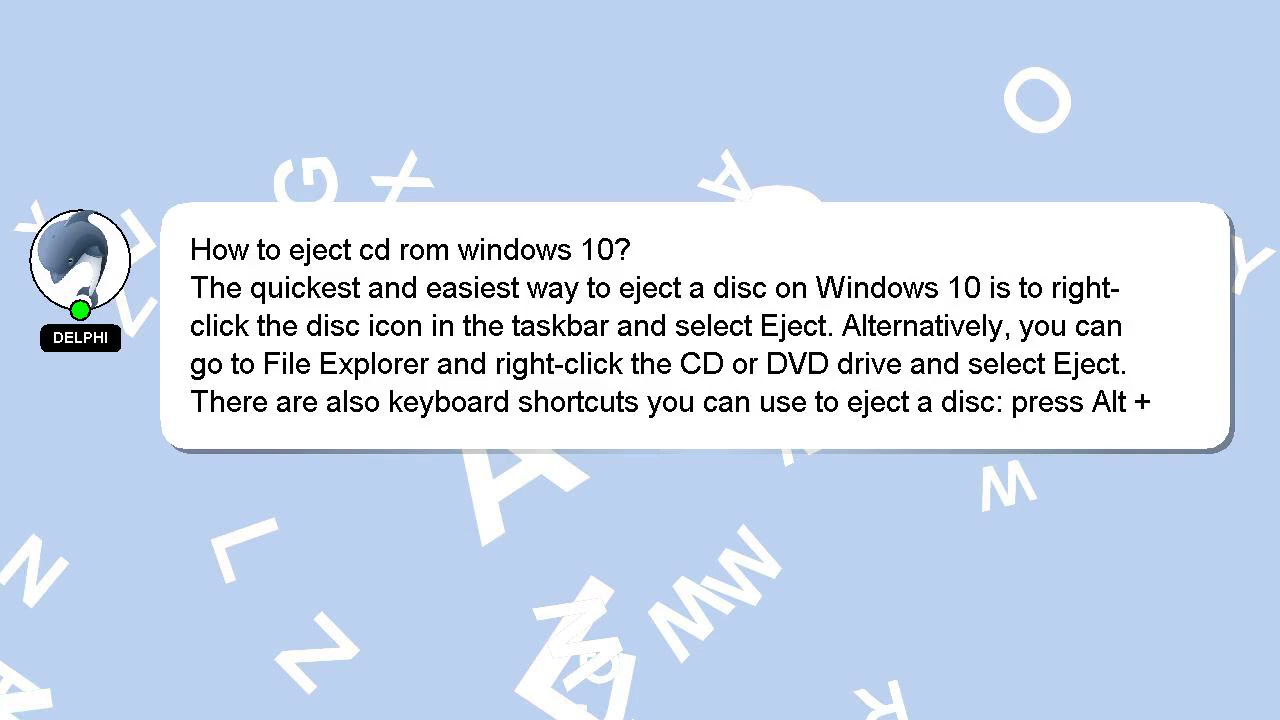 How to eject cd rom windows 10?
The quickest and easiest way to eject a disc on Windows 10 is to right-
click the disc icon in the taskbar and select Eject. Alternatively, you can
go to File Explorer and right-click the CD or DVD drive and select Eject.
There are also keyboard shortcuts you can use to eject a disc: press Alt +
DELPHI